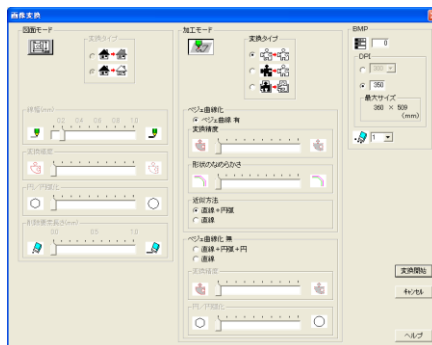 画像変換
図面モード
変換タイプ
線幅(mm)
0.2 0.4 0.6 0.8 1.0
変換精度
円/円弧化
削除要素長さ(mm)
0.0 0.5 1.0
加工モード
変換タイプ
ベジェ曲線化
ベジェ曲線 有
変換精度
形状のなめらかさ
近似方法
直線+円弧
直線
ベジェ曲線化 無
直線+円弧+円
直線
変換精度
円/円弧化
BMP
0
DPI
300
350
最大サイズ
360 × 509
(mm)
1
変換開始
キャンセル
ヘルプ